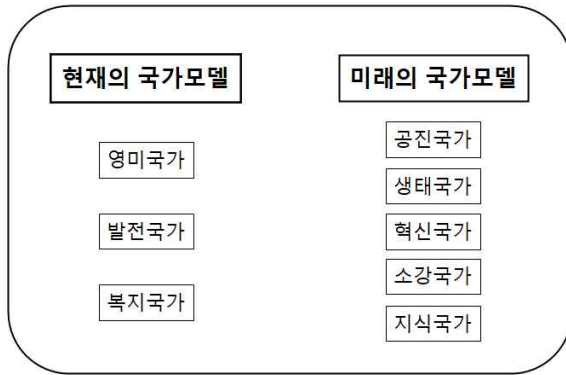 현재의 국가모델
영미국가
발전국가
복지국가
미래의 국가모델
공진국가
생태국가
혁신국가
소강국가
지식국가